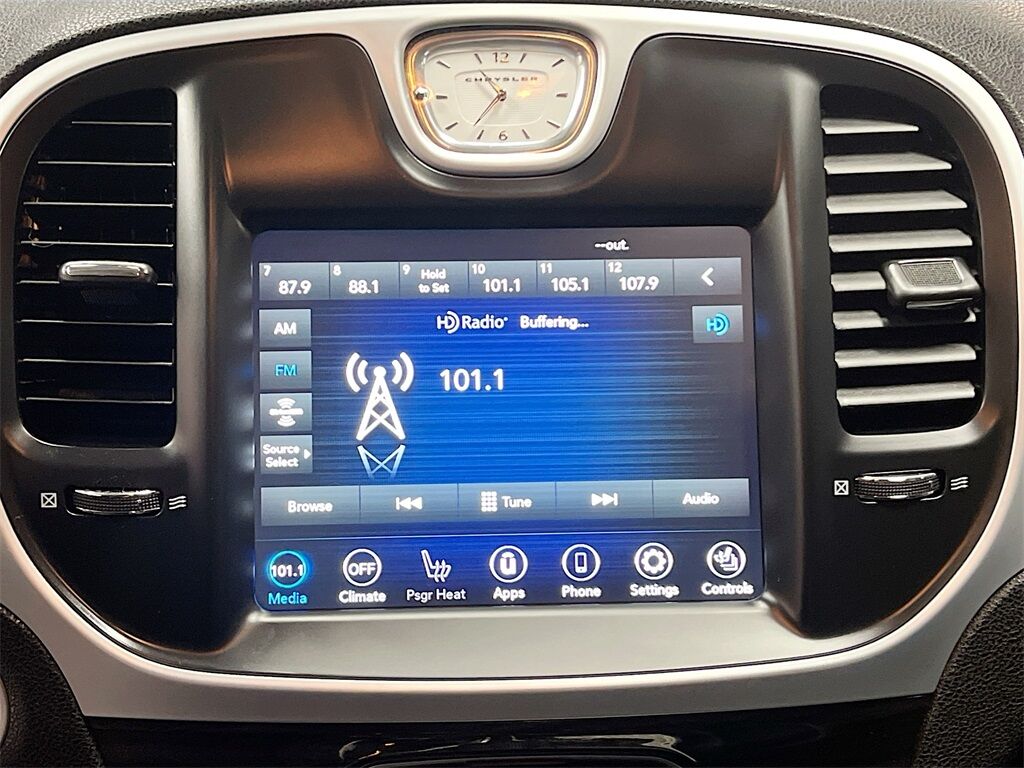 12
CHRYSLER
6
--out.
7 87.9
8 88.1
9 Hold
to Set
10 101.1
11 105.1
12 107.9
AM
HD Radio Buffering...
HD
FM
101.1
Source
Select
Browse
Tune
Audio
101.1
Media
OFF
Climate
Psgr Heat
Apps
Phone
Settings
Controls